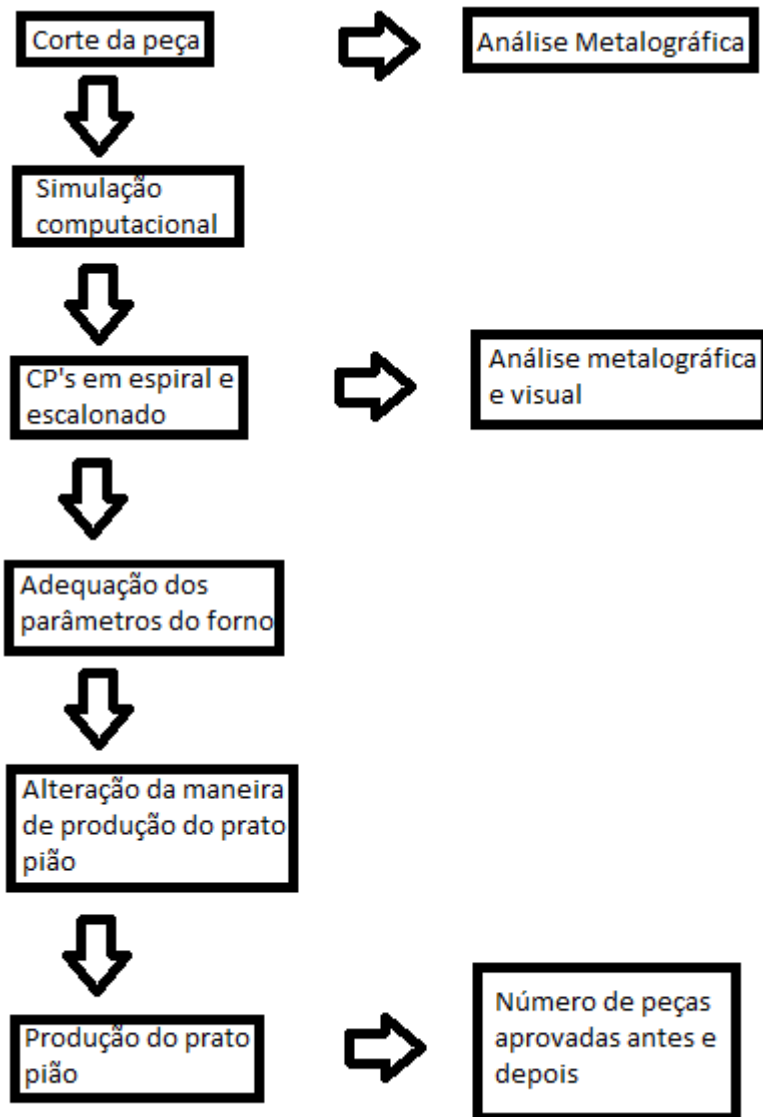 Corte da peça
Análise Metalográfica
Simulação
computacional
CP's em espiral e
escalonado
Análise metalográfica
e visual
Adequação dos
parâmetros do forno
Alteração da maneira
de produção do prato
pião
Produção do prato
pião
Número de peças
aprovadas antes e
depois